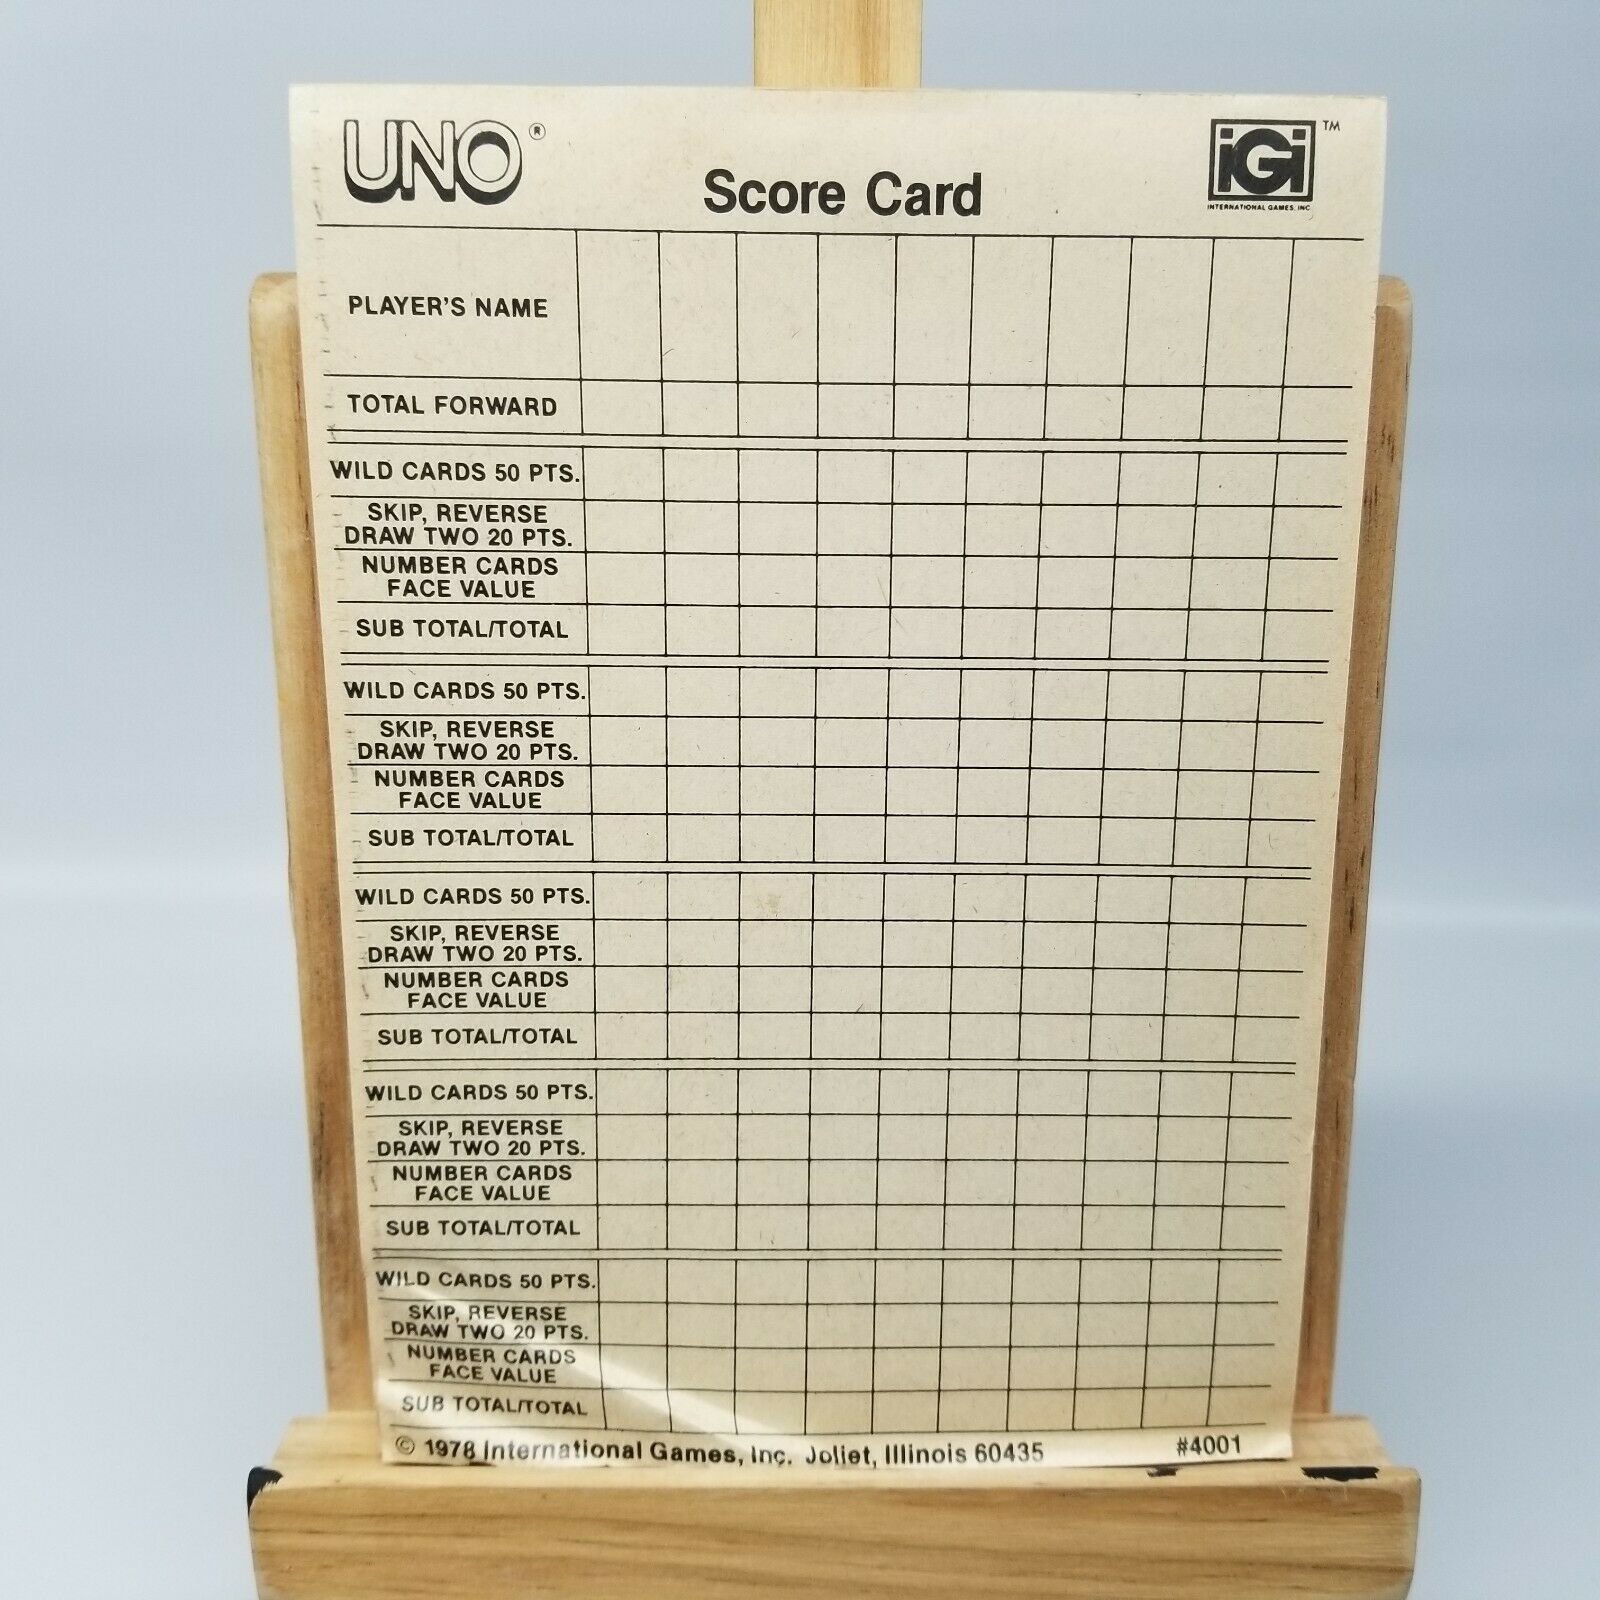 UNO®
iGi™
INTERNATIONAL GAMES, INC
Score Card
PLAYER'S NAME
TOTAL FORWARD
WILD CARDS 50 PTS.
SKIP, REVERSE
DRAW TWO 20 PTS.
NUMBER CARDS
FACE VALUE
SUB TOTAL/TOTAL
WILD CARDS 50 PTS.
SKIP, REVERSE
DRAW TWO 20 PTS.
NUMBER CARDS
FACE VALUE
SUB TOTAL/TOTAL
WILD CARDS 50 PTS.
SKIP, REVERSE
DRAW TWO 20 PTS.
NUMBER CARDS
FACE VALUE
SUB TOTAL/TOTAL
WILD CARDS 50 PTS.
SKIP, REVERSE
DRAW TWO 20 PTS.
NUMBER CARDS
FACE VALUE
SUB TOTAL/TOTAL
WILD CARDS 50 PTS.
SKIP, REVERSE
DRAW TWO 20 PTS.
NUMBER CARDS
FACE VALUE
SUB TOTAL/TOTAL
© 1978 International Games, Inc. Joliet, Illinois 60435 #4001